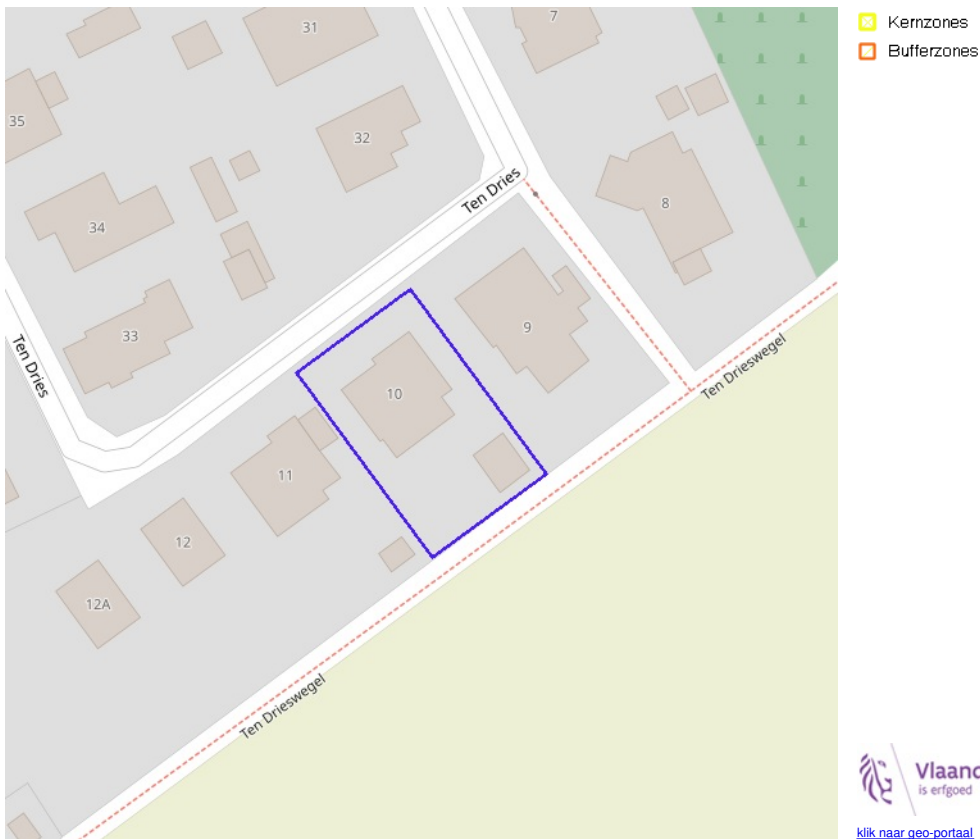 Kernzones
Bufferzones
7
31
35
32
Ten Dries
34
8
33
9
Ten Dries
Ten Drieswegel
10
11
12
12A
Ten Drieswegel
Vlaand
is erfgoed
klik naar geo-portaal